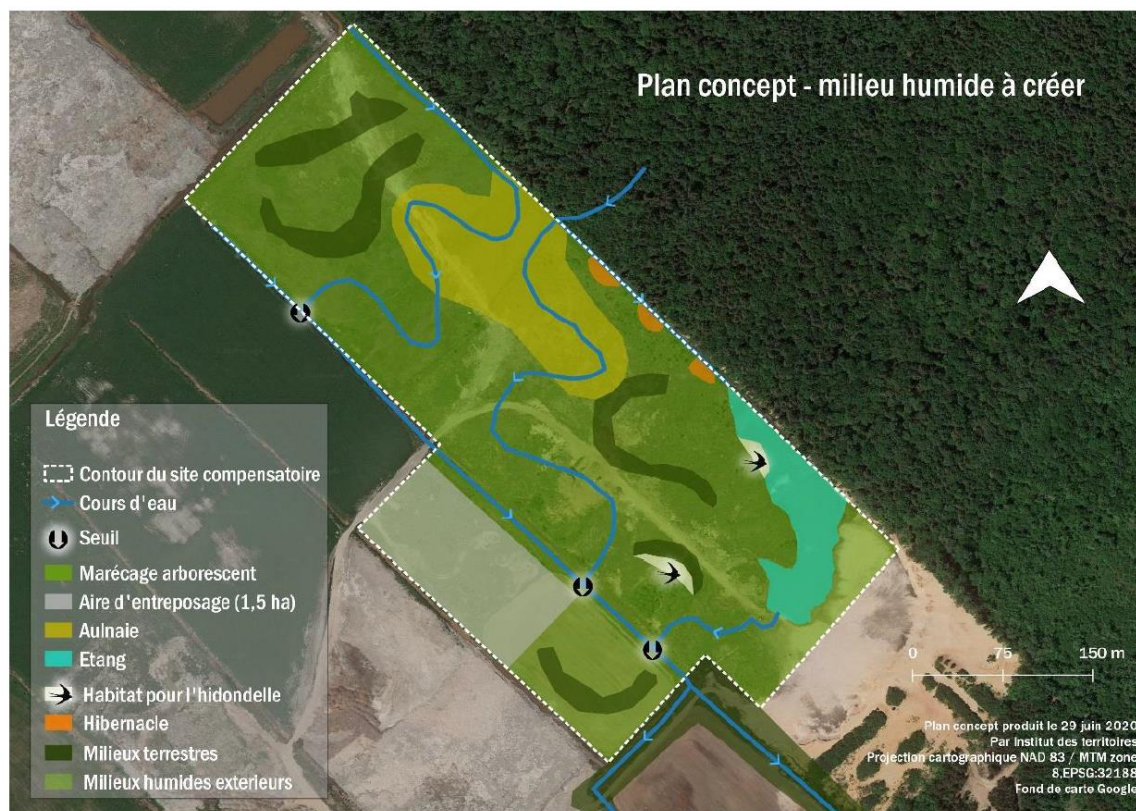 Plan concept - milieu humide à créer
Légende
Contour du site compensatoire
Cours d'eau
Seuil
Marécage arborescent
Aire d'entreposage (1,5 ha)
Aulnaie
Etang
Habitat pour l'hidondelle
Hibernacle
Milieux terrestres
Milieux humides exterieurs
0 75 150 m
Plan concept produit le 29 juin 2020
Par Institut des territoires
Projection cartographique NAD 83 / MTM zone
8,EPSG:32188
Fond de carte Google